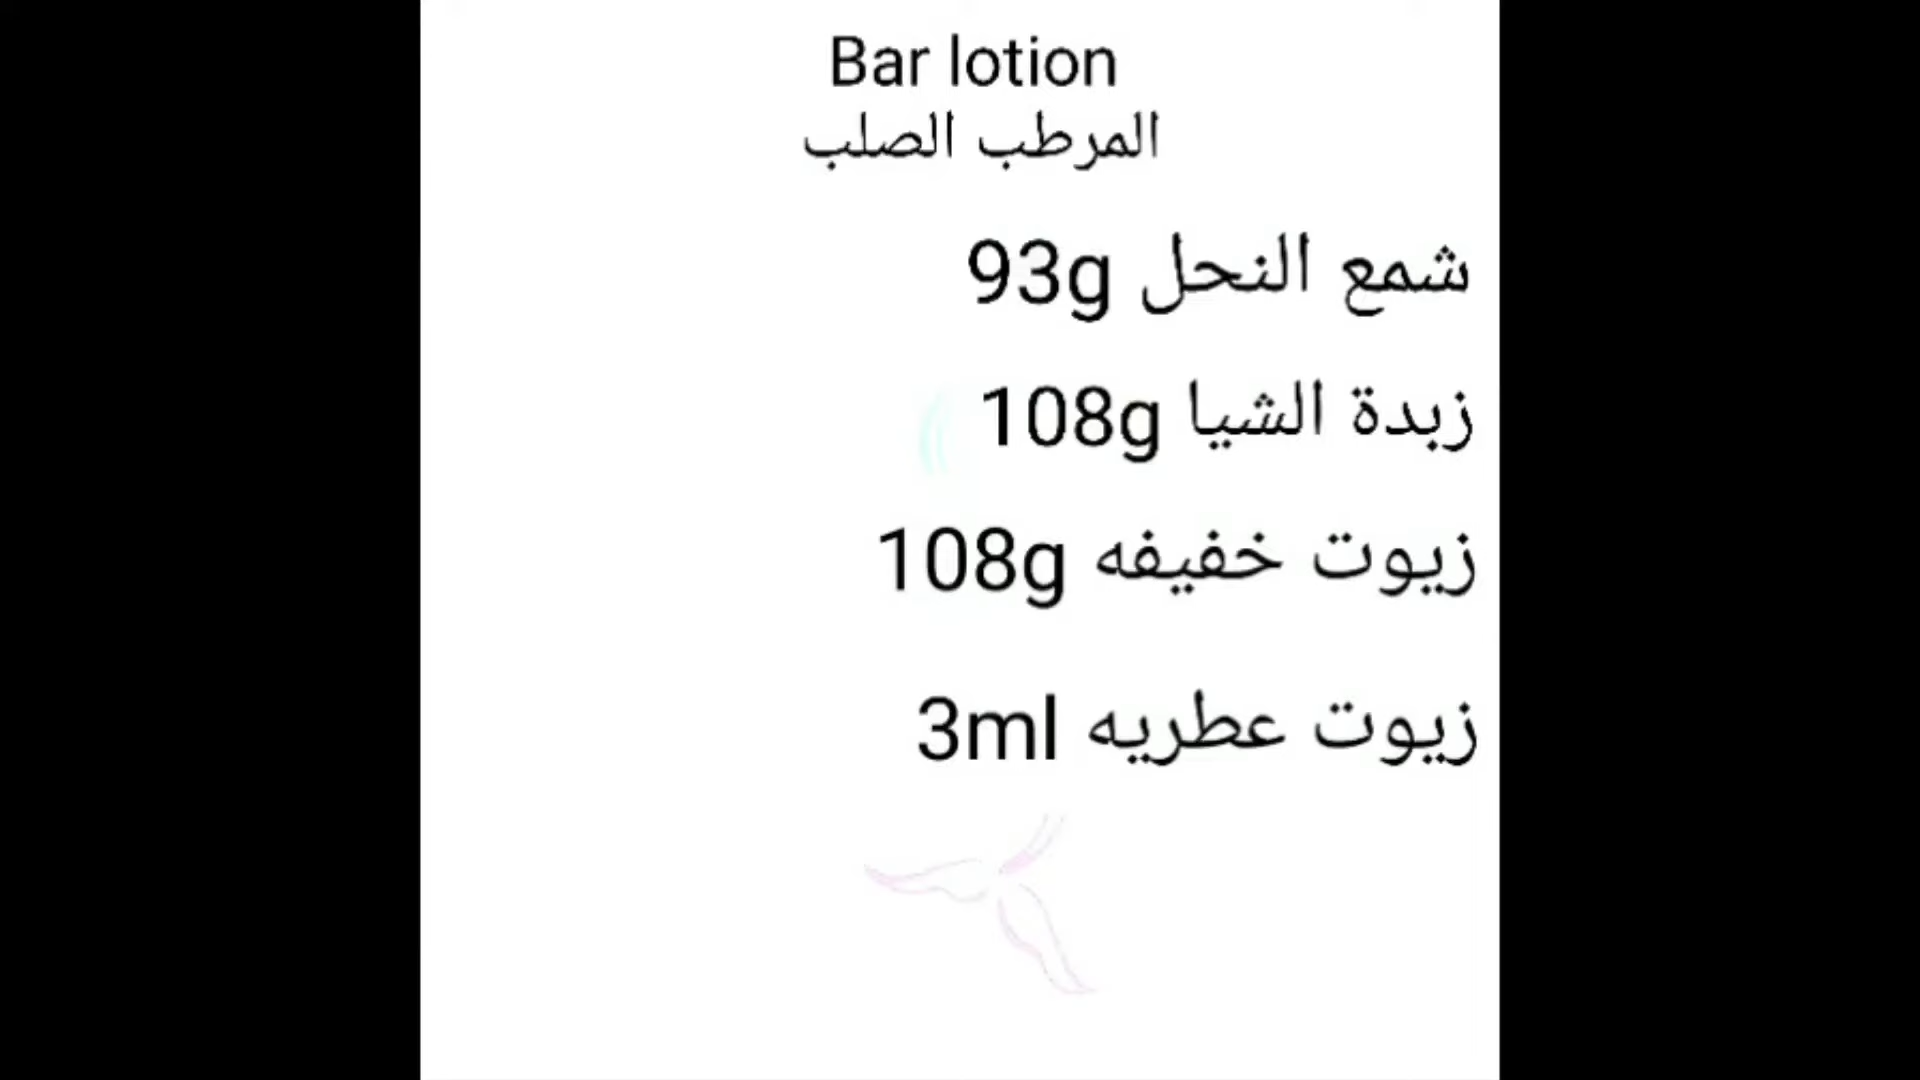 Bar lotion
المرطب الصلب
شمع النحل 93g
زبدة الشيا 108g
زيوت خفيفه 108g
زيوت عطريه 3ml